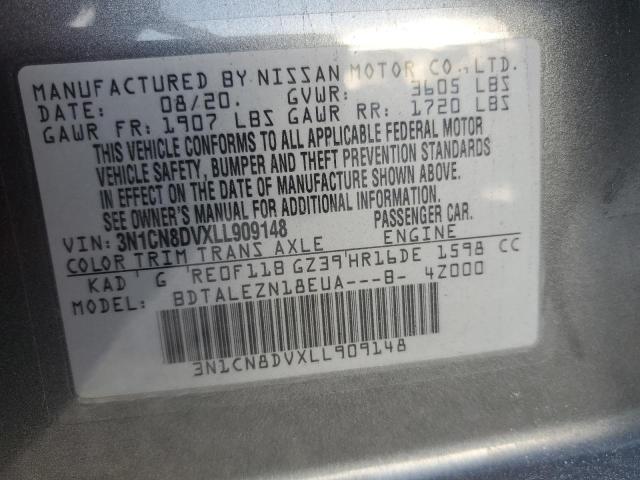 MANUFACTURED BY NISSAN MOTOR CO., LTD.
DATE: 08/20. GVWR: 3605 LBS
GAWR FR: 1907 LBS GAWR RR: 1720 LBS
THIS VEHICLE CONFORMS TO ALL APPLICABLE FEDERAL MOTOR
VEHICLE SAFETY, BUMPER AND THEFT PREVENTION STANDARDS
IN EFFECT ON THE DATE OF MANUFACTURE SHOWN ABOVE.
SEE OWNER'S MANUAL FOR ADDITIONAL INFORMATION.
VIN: 3N1CN8DVXLL909148 PASSENGER CAR.
COLOR TRIM TRANS AXLE ENGINE
KAD ' G ' RE0F11B GZ39'HR16DE 1598 CC
MODEL: BDTALEZN18EUA---B- 4Z000
3N1CN8DVXLL909148